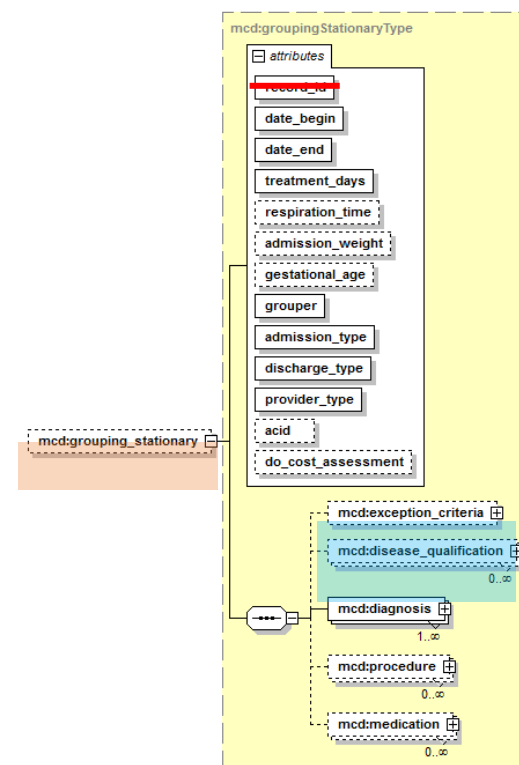 mcd:groupingStationaryType
attributes
record_id
date_begin
date_end
treatment_days
respiration_time
admission_weight
gestational_age
grouper
admission_type
discharge_type
provider_type
acid
do_cost_assessment
mcd:grouping_stationary
mcd:exception_criteria
mcd:disease_qualification
0..∞
mcd:diagnosis
1..∞
mcd:procedure
0..∞
mcd:medication
0..∞